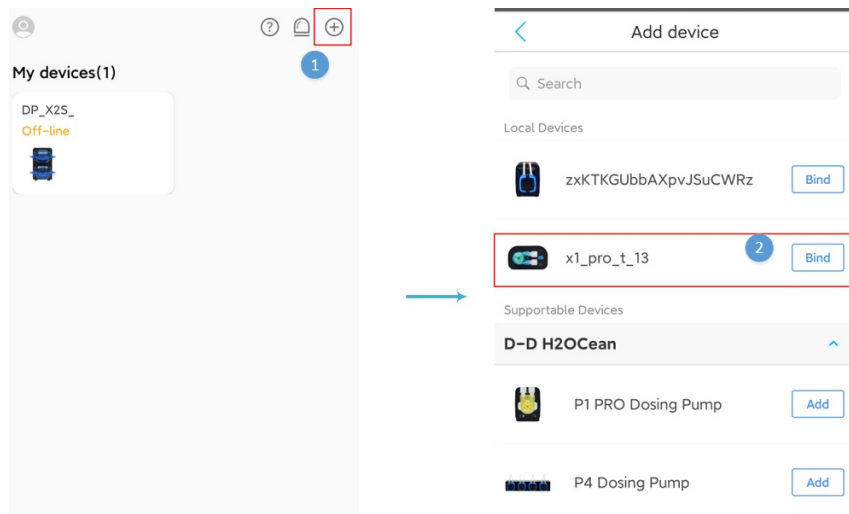 1
My devices(1)
DP_X2S_
Off-line
Add device
Search
Local Devices
zxKTKGUbbAXpvJSuCWRz Bind
x1_pro_t_13 2 Bind
Supportable Devices
D-D H2OCean
P1 PRO Dosing Pump Add
P4 Dosing Pump Add